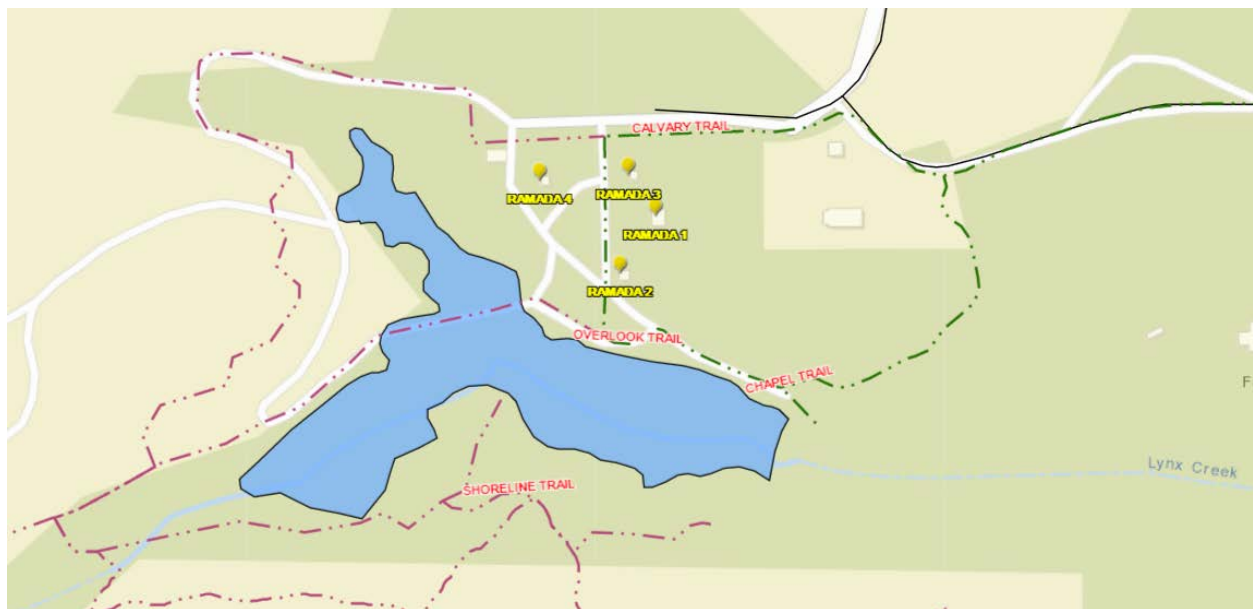 CALVARY TRAIL
RAMADA 4
RAMADA 3
RAMADA 1
RAMADA 2
OVERLOOK TRAIL
CHAPEL TRAIL
F
Lynx Creek
SHORELINE TRAIL